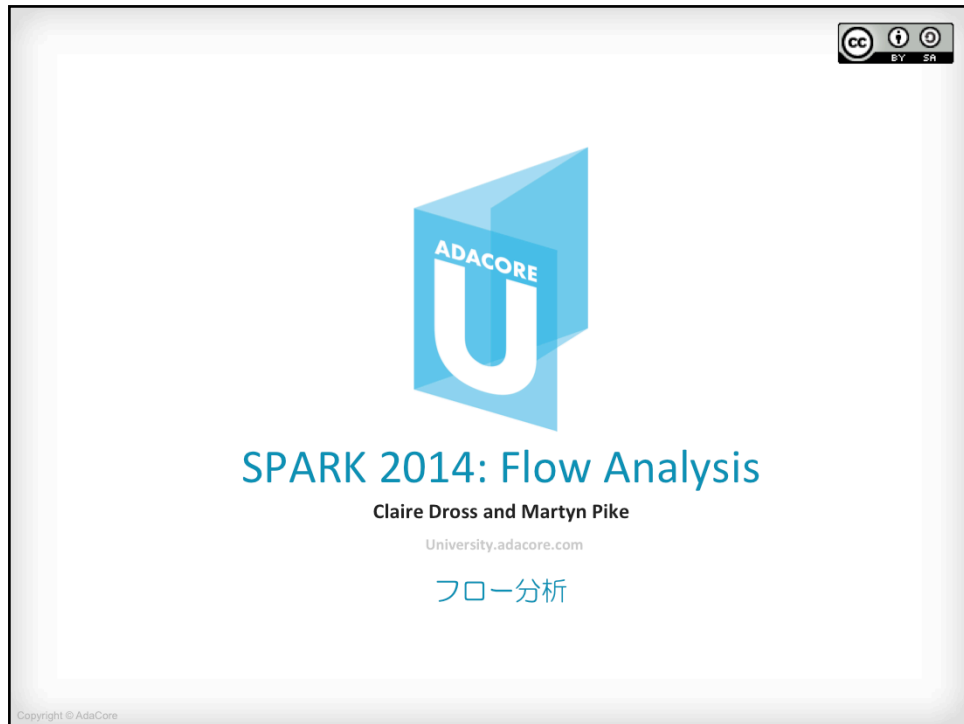 cc
BY SA
ADACORE
U
SPARK 2014: Flow Analysis
Claire Dross and Martyn Pike
University.adacore.com
フロー分析
Copyright © AdaCore